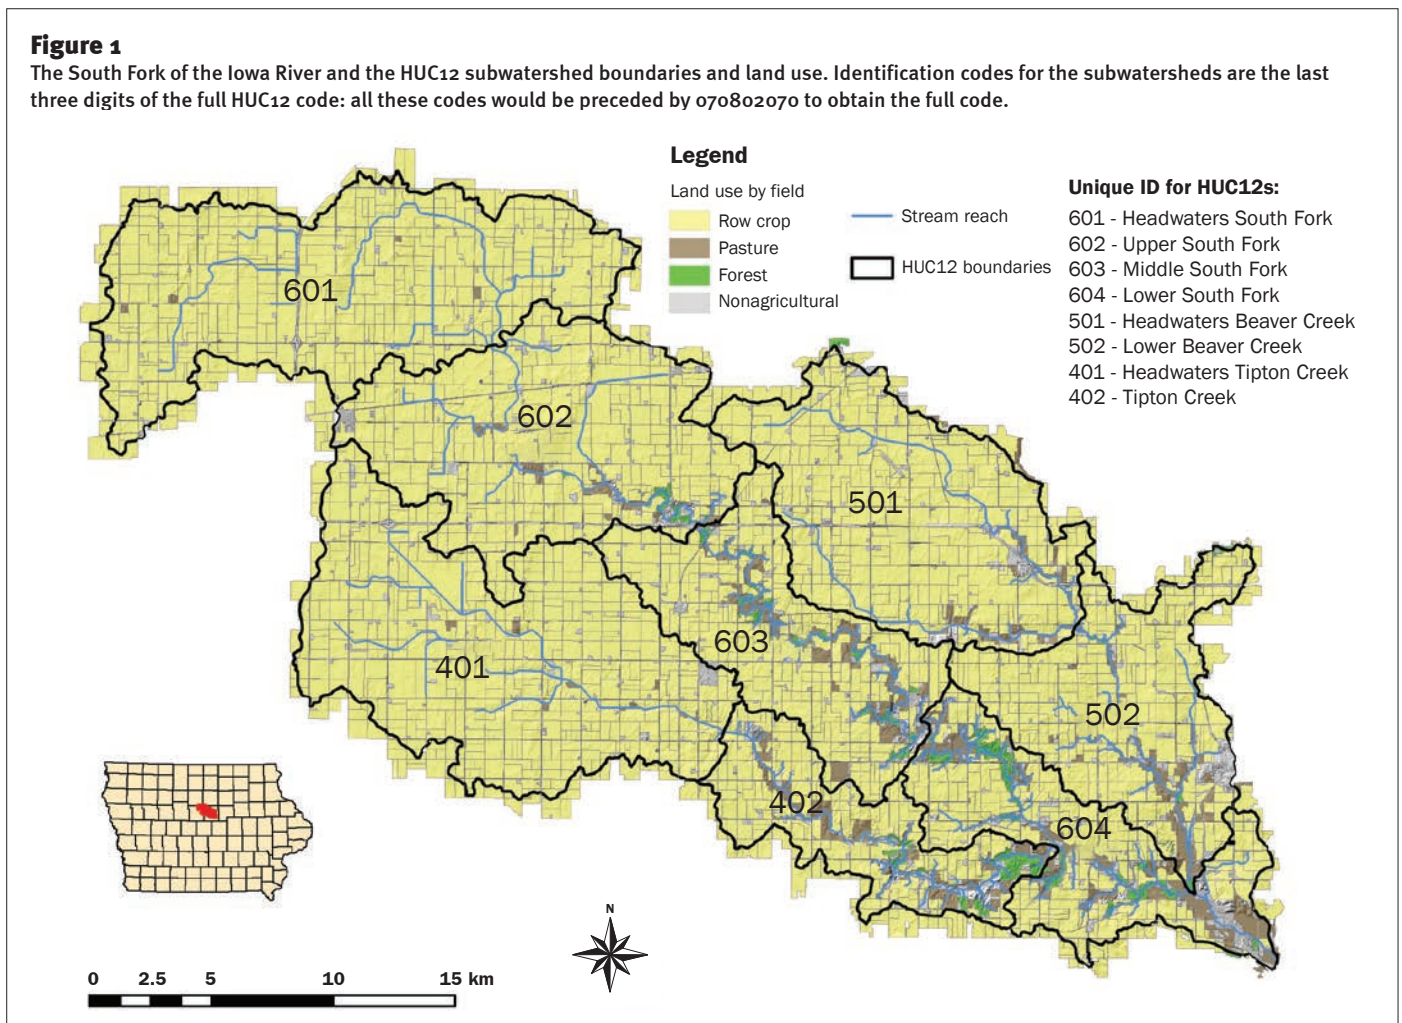 Figure 1
The South Fork of the Iowa River and the HUC12 subwatershed boundaries and land use. Identification codes for the subwatersheds are the last
three digits of the full HUC12 code: all these codes would be preceded by 070802070 to obtain the full code.
Legend
Land use by field
Row crop
Pasture
Forest
Nonagricultural
Stream reach
HUC12 boundaries
Unique ID for HUC12s:
601 - Headwaters South Fork
602 - Upper South Fork
603 - Middle South Fork
604 - Lower South Fork
501 - Headwaters Beaver Creek
502 - Lower Beaver Creek
401 - Headwaters Tipton Creek
402 - Tipton Creek
601
602
501
603
401
502
402
604
N
0 2.5 5 10 15 km